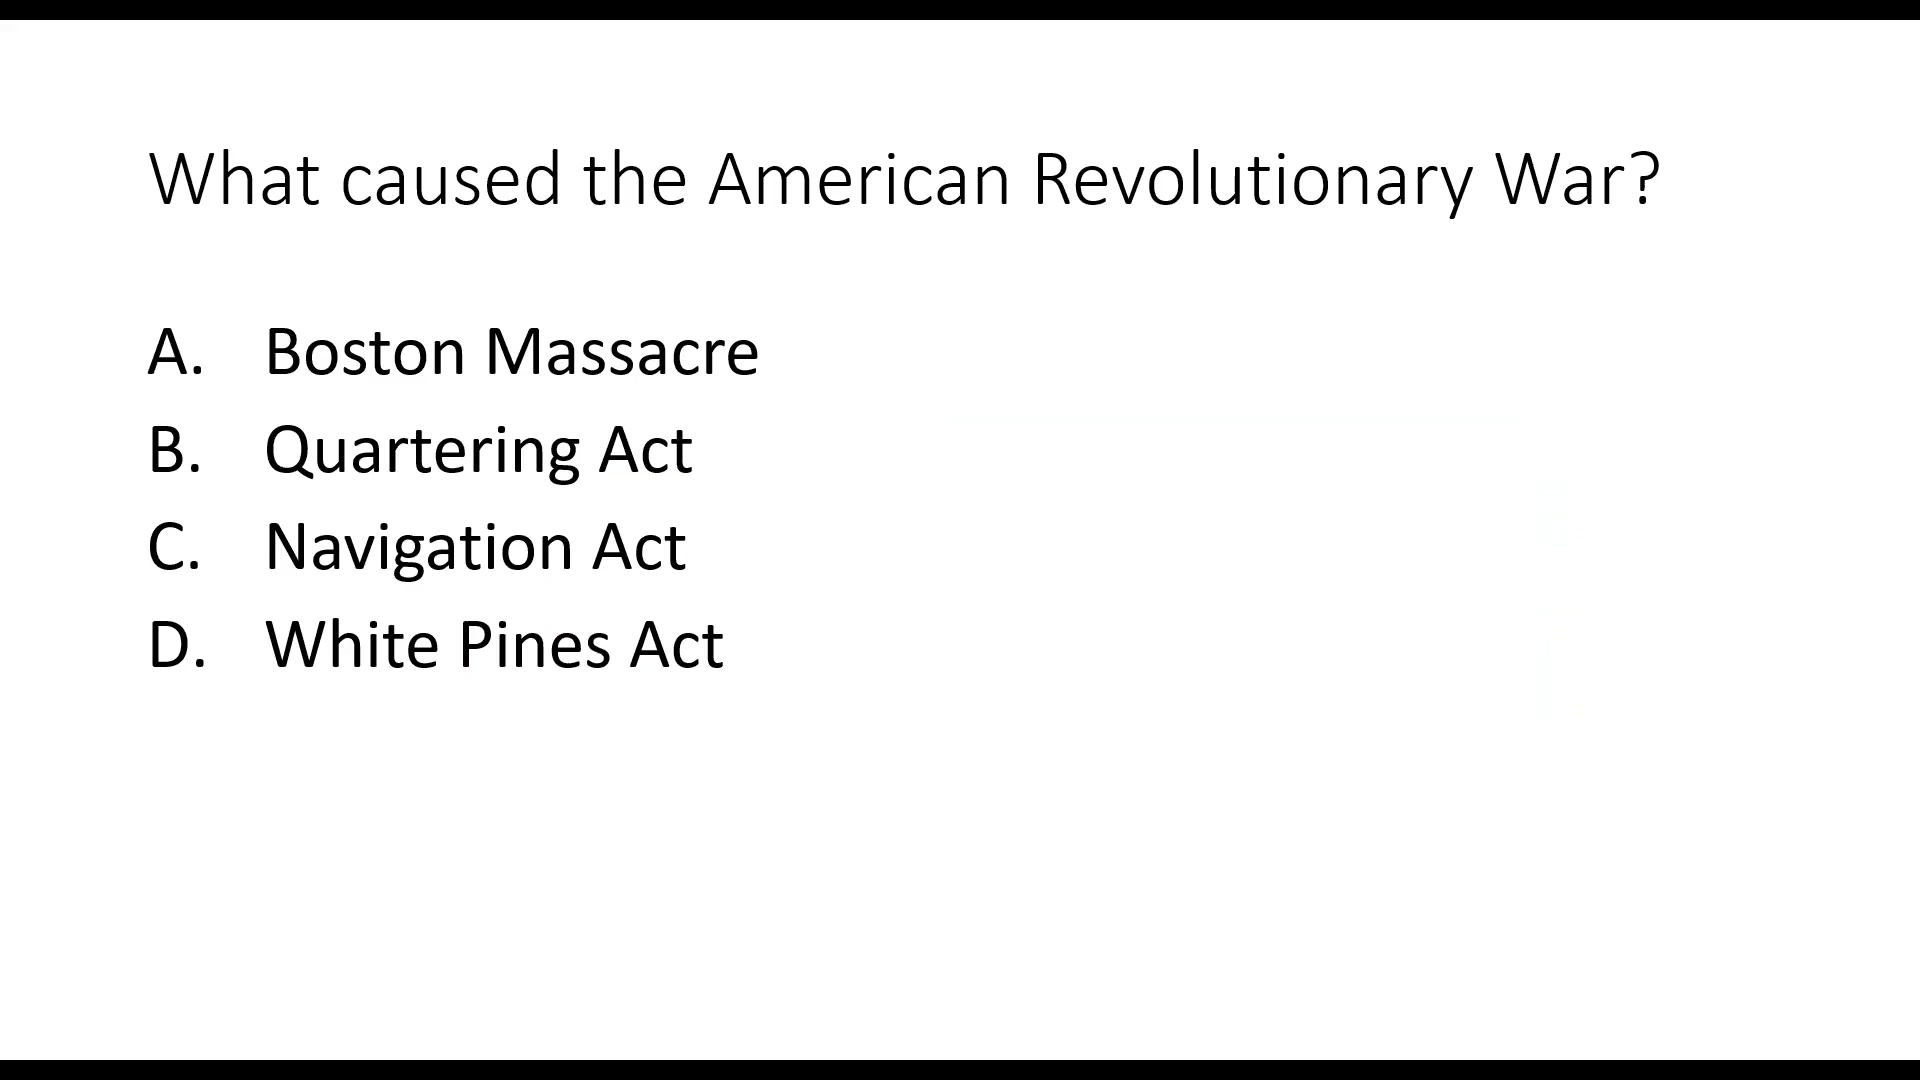 What caused the American Revolutionary War?
A. Boston Massacre
B. Quartering Act
C. Navigation Act
D. White Pines Act